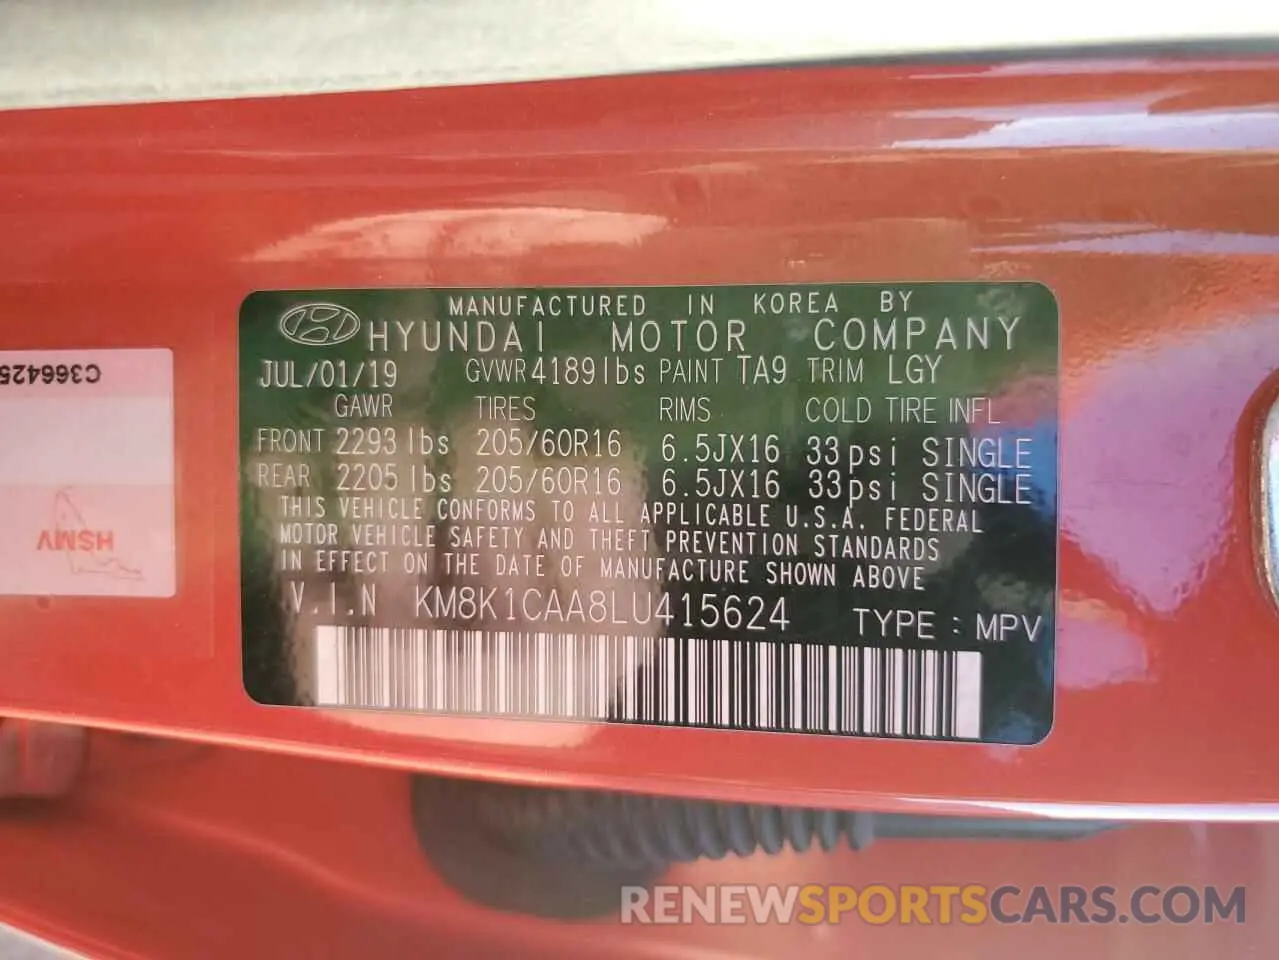 MANUFACTURED IN KOREA BY
HYUNDAI MOTOR COMPANY
JUL/01/19 GVWR 4189lbs PAINT TA9 TRIM LGY
GAWR TIRES RIMS COLD TIRE INFL
FRONT 2293 lbs 205/60R16 6.5JX16 33psi SINGLE
REAR 2205 lbs 205/60R16 6.5JX16 33psi SINGLE
THIS VEHICLE CONFORMS TO ALL APPLICABLE U.S.A. FEDERAL
MOTOR VEHICLE SAFETY AND THEFT PREVENTION STANDARDS
IN EFFECT ON THE DATE OF MANUFACTURE SHOWN ABOVE
V.I.N KM8K1CAA8LU415624 TYPE : MPV
C366425
HSMV
RENEWSPORTSCARS.COM